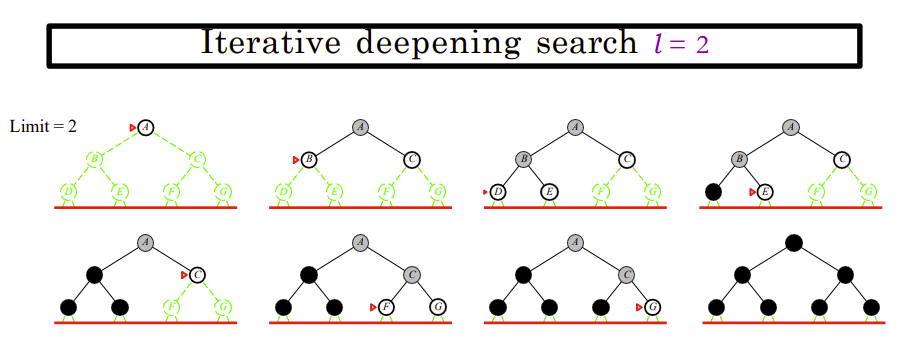 Iterative deepening search l = 2
Limit = 2
A A A A
B C B C B C B C
D E F G D E F G D E F G E F G
A A A
C C C
F G F G G